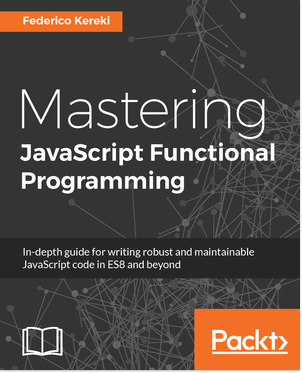 Federico Kereki
Mastering
JavaScript Functional
Programming
In-depth guide for writing robust and maintainable
JavaScript code in ES8 and beyond
Packt>